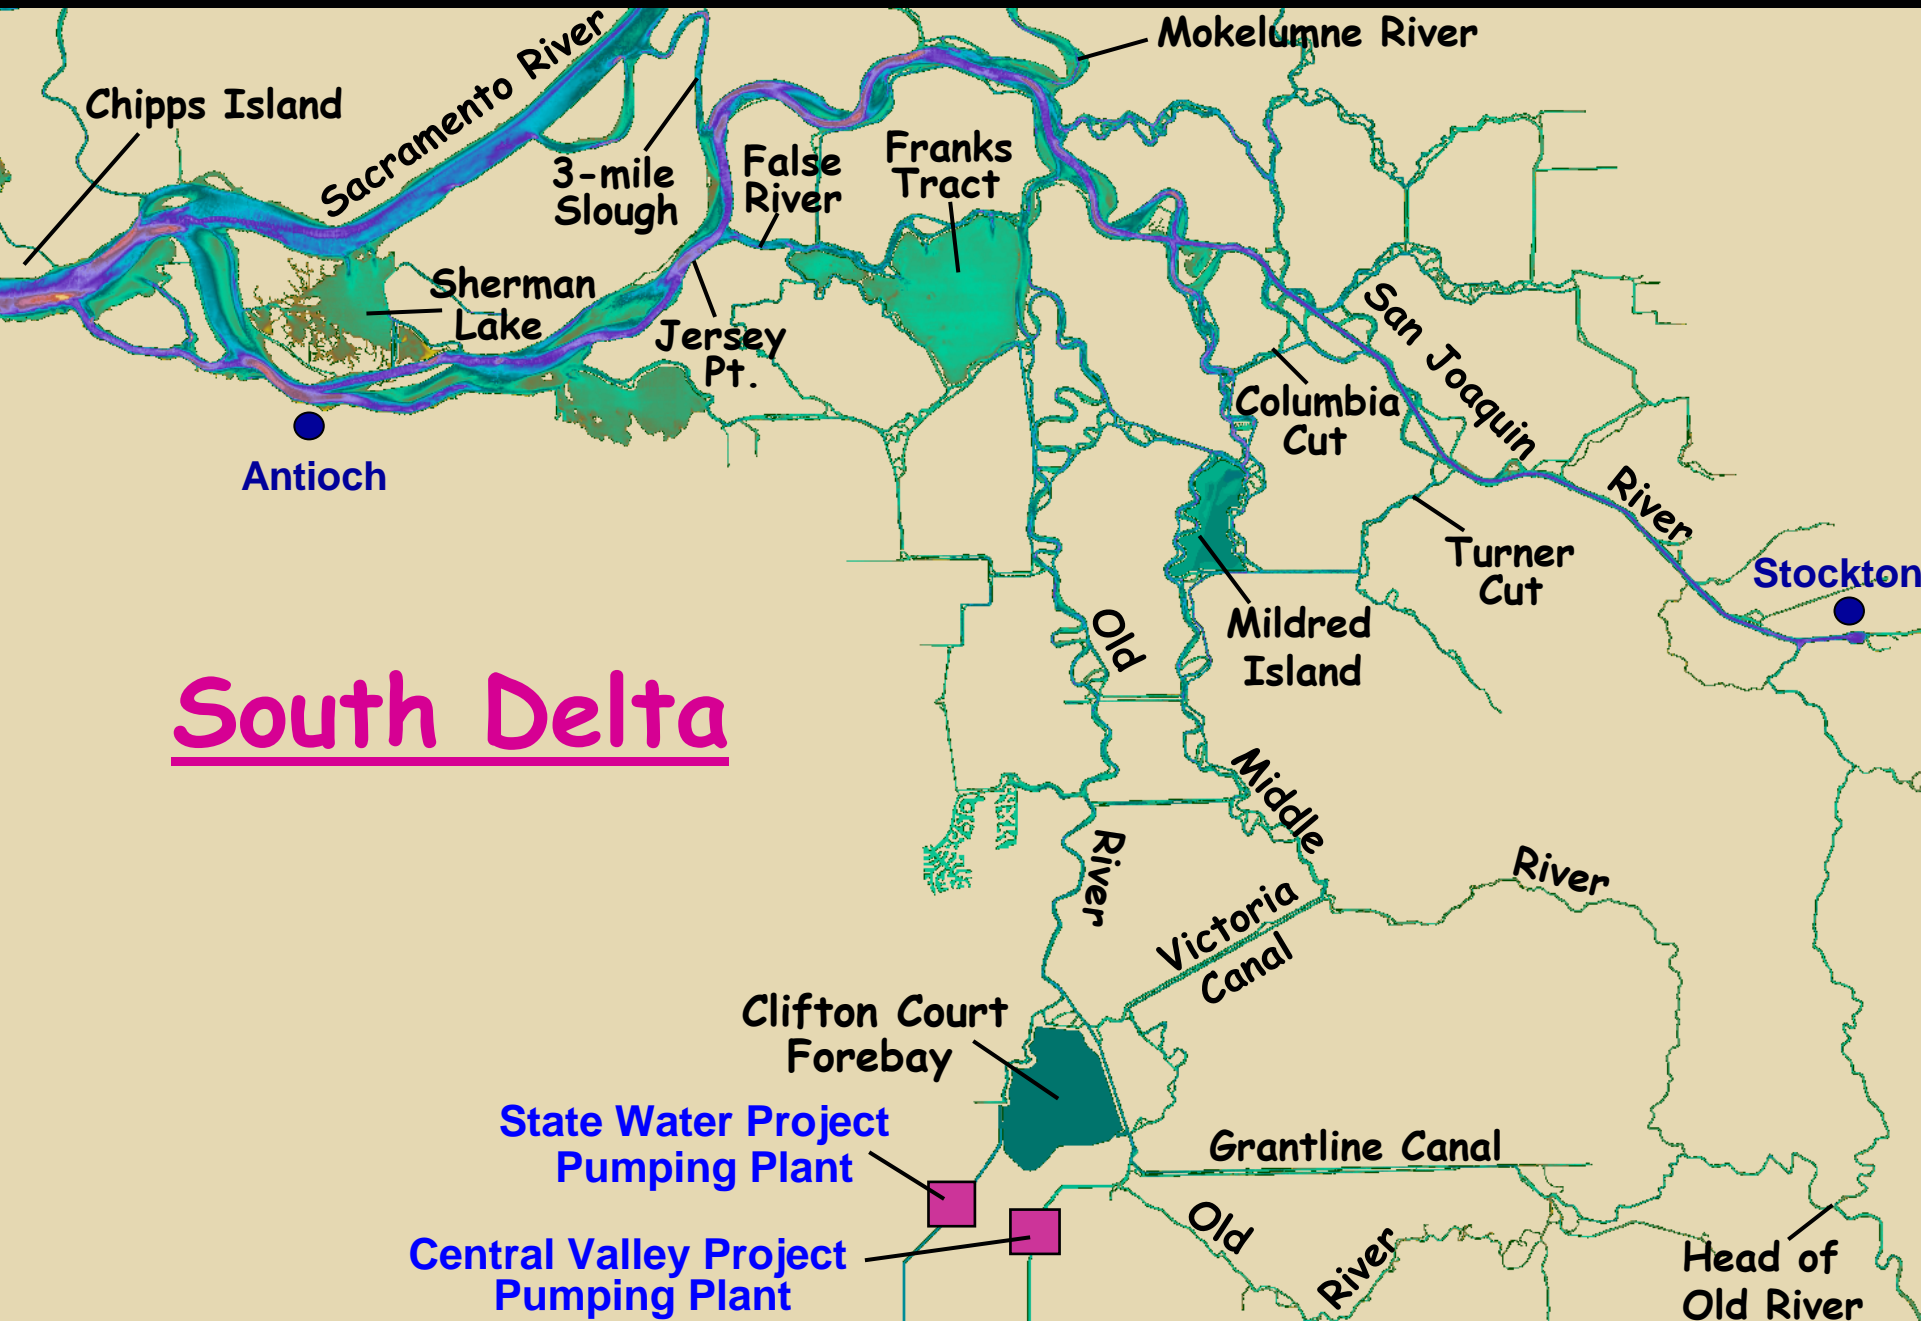 Mokelumne River
Sacramento River
Chipps Island
3-mile
Slough
False
River
Franks
Tract
Sherman
Lake
Jersey
Pt.
San Joaquin
River
Columbia
Cut
Antioch
Turner
Cut
Stockton
Old
Mildred
Island
South Delta
Middle
River
River
Victoria
Canal
Clifton Court
Forebay
State Water Project
Pumping Plant
Grantline Canal
Old
River
Central Valley Project
Pumping Plant
Head of
Old River